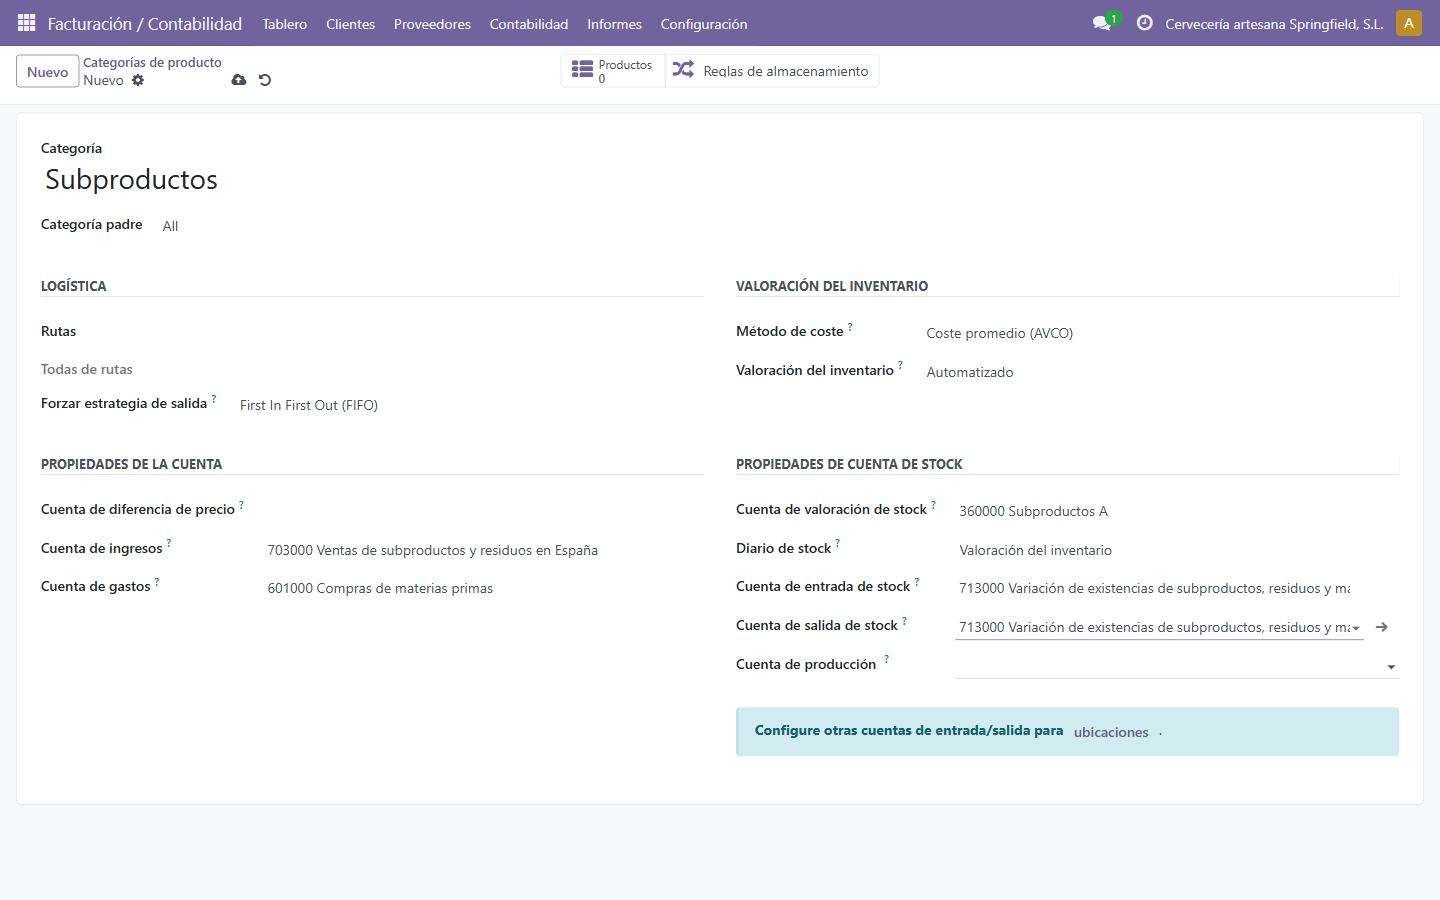 Facturación / Contabilidad Tablero Clientes Proveedores Contabilidad Informes Configuración 1 Cervecería artesana Springfield, S.L. A
Nuevo Categorías de producto
Nuevo
Productos
0
Reglas de almacenamiento
Categoría
Subproductos
Categoría padre All
LOGÍSTICA
Rutas
Todas de rutas
Forzar estrategia de salida ? First In First Out (FIFO)
VALORACIÓN DEL INVENTARIO
Método de coste ? Coste promedio (AVCO)
Valoración del inventario ? Automatizado
PROPIEDADES DE LA CUENTA
Cuenta de diferencia de precio ?
Cuenta de ingresos ? 703000 Ventas de subproductos y residuos en España
Cuenta de gastos ? 601000 Compras de materias primas
PROPIEDADES DE CUENTA DE STOCK
Cuenta de valoración de stock ? 360000 Subproductos A
Diario de stock ? Valoración del inventario
Cuenta de entrada de stock ? 713000 Variación de existencias de subproductos, residuos y ma
Cuenta de salida de stock ? 713000 Variación de existencias de subproductos, residuos y ma
Cuenta de producción ?
Configure otras cuentas de entrada/salida para ubicaciones .